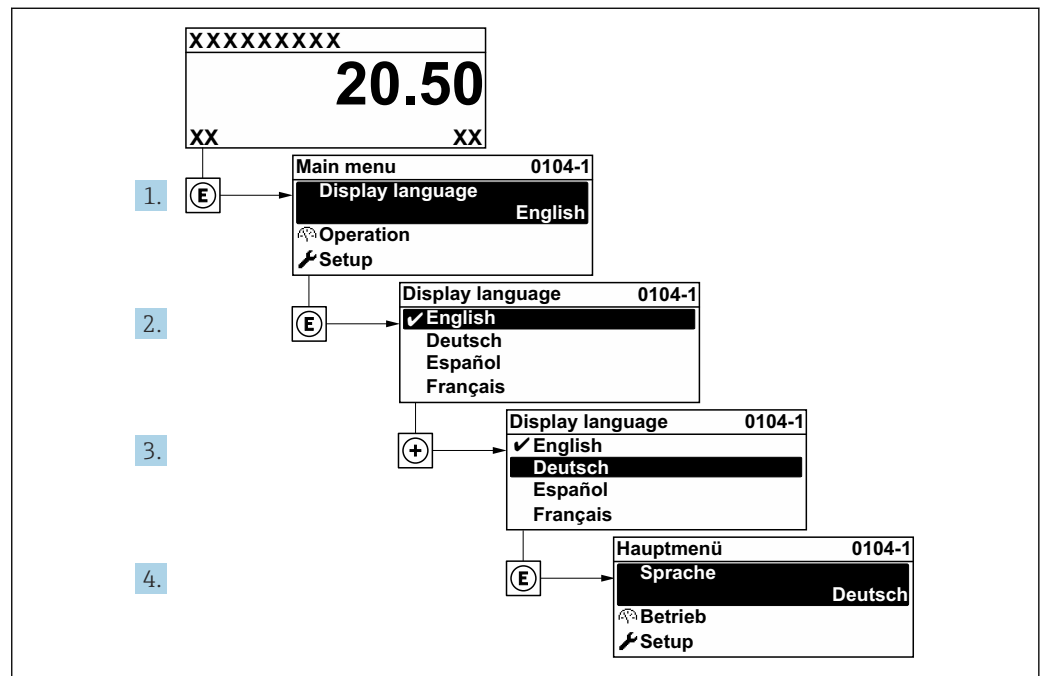 XXXXXXXXX
20.50
XX XX
Main menu 0104-1
1. E Display language
English
Operation
Setup
Display language 0104-1
2. E ✔English
Deutsch
Español
Français
Display language 0104-1
3. + ✔English
Deutsch
Español
Français
Hauptmenü 0104-1
4. E Sprache
Deutsch
Betrieb
Setup